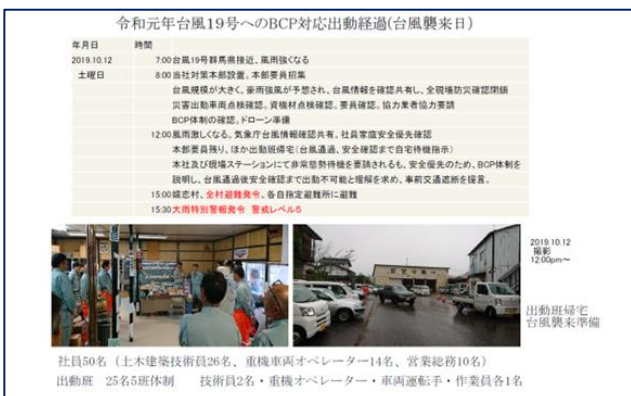 令和元年台風19号へのBCP対応出動経過(台風襲来日)
年月日 時間
2019.10.12 7:00 台風19号群馬県接近、風雨強くなる
土曜日 8:00 当社対策本部設置。本部要員招集
台風規模が大きく、豪雨強風が予想され、台風情報を確認共有し、全現場防災確認閉鎖
災害出動車両点検確認。資機材点検確認。要員確認。協力業者協力要請
BCP体制の確認。ドローン準備
12:00 風雨激しくなる。気象庁台風情報確認共有、社員家庭安全優先確認
本部要員残り、ほか出動班帰宅(台風通過、安全確認まで自宅待機指示)
本社及び現場ステーションにて非常態勢待機を要請されるも、安全優先のため、BCP体制を
説明し、台風通過後安全確認まで出動不可能と理解を求め、事前交通遮断を提言。
15:00 嬬恋村、全村避難発令。各自指定避難所に避難
15:30 大雨特別警報発令 警戒レベル5
2019.10.12
撮影
12:00pm~
出動班帰宅
台風襲来準備
社員50名(土木建築技術員26名、重機車両オペレーター14名、営業総務10名)
出動班 25名5班体制 技術員2名・重機オペレーター・車両運転手・作業員各1名